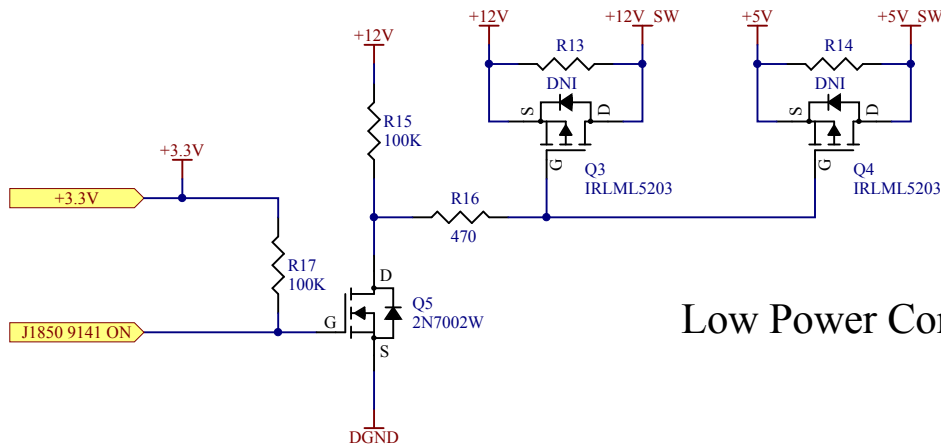 +12V
+12V_SW
+5V
+5V_SW
R13
DNI
S
D
G
Q3
IRLML5203
R14
DNI
S
D
G
Q4
IRLML5203
+12V
R15
100K
+3.3V
+3.3V
R16
470
R17
100K
D
Q5
2N7002W
G
S
J1850 9141 ON
DGND
Low Power Con